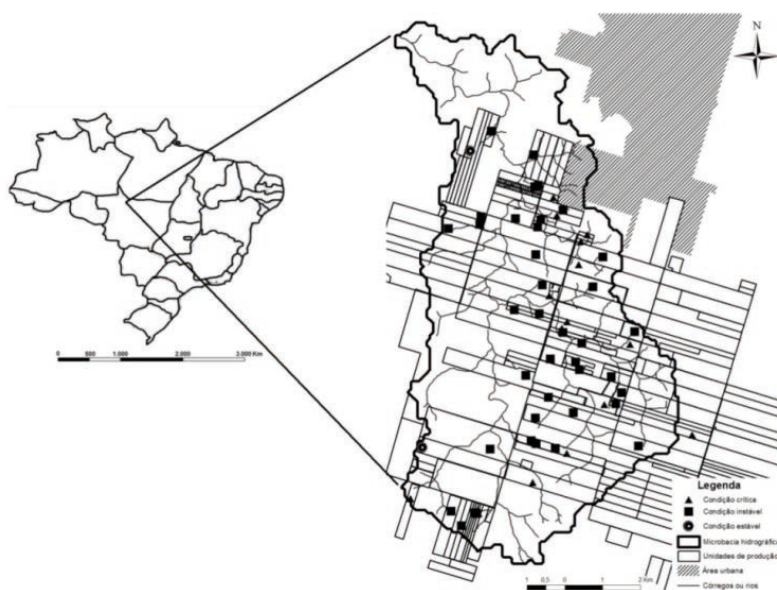 N
0 500 1.000 2.000 3.000 Km
Legenda
Condição crítica
Condição instável
Condição estável
Microbacia hidrográfica
Unidades de produção
Área urbana
Córregos ou rios
1 0,5 0 1 2 Km